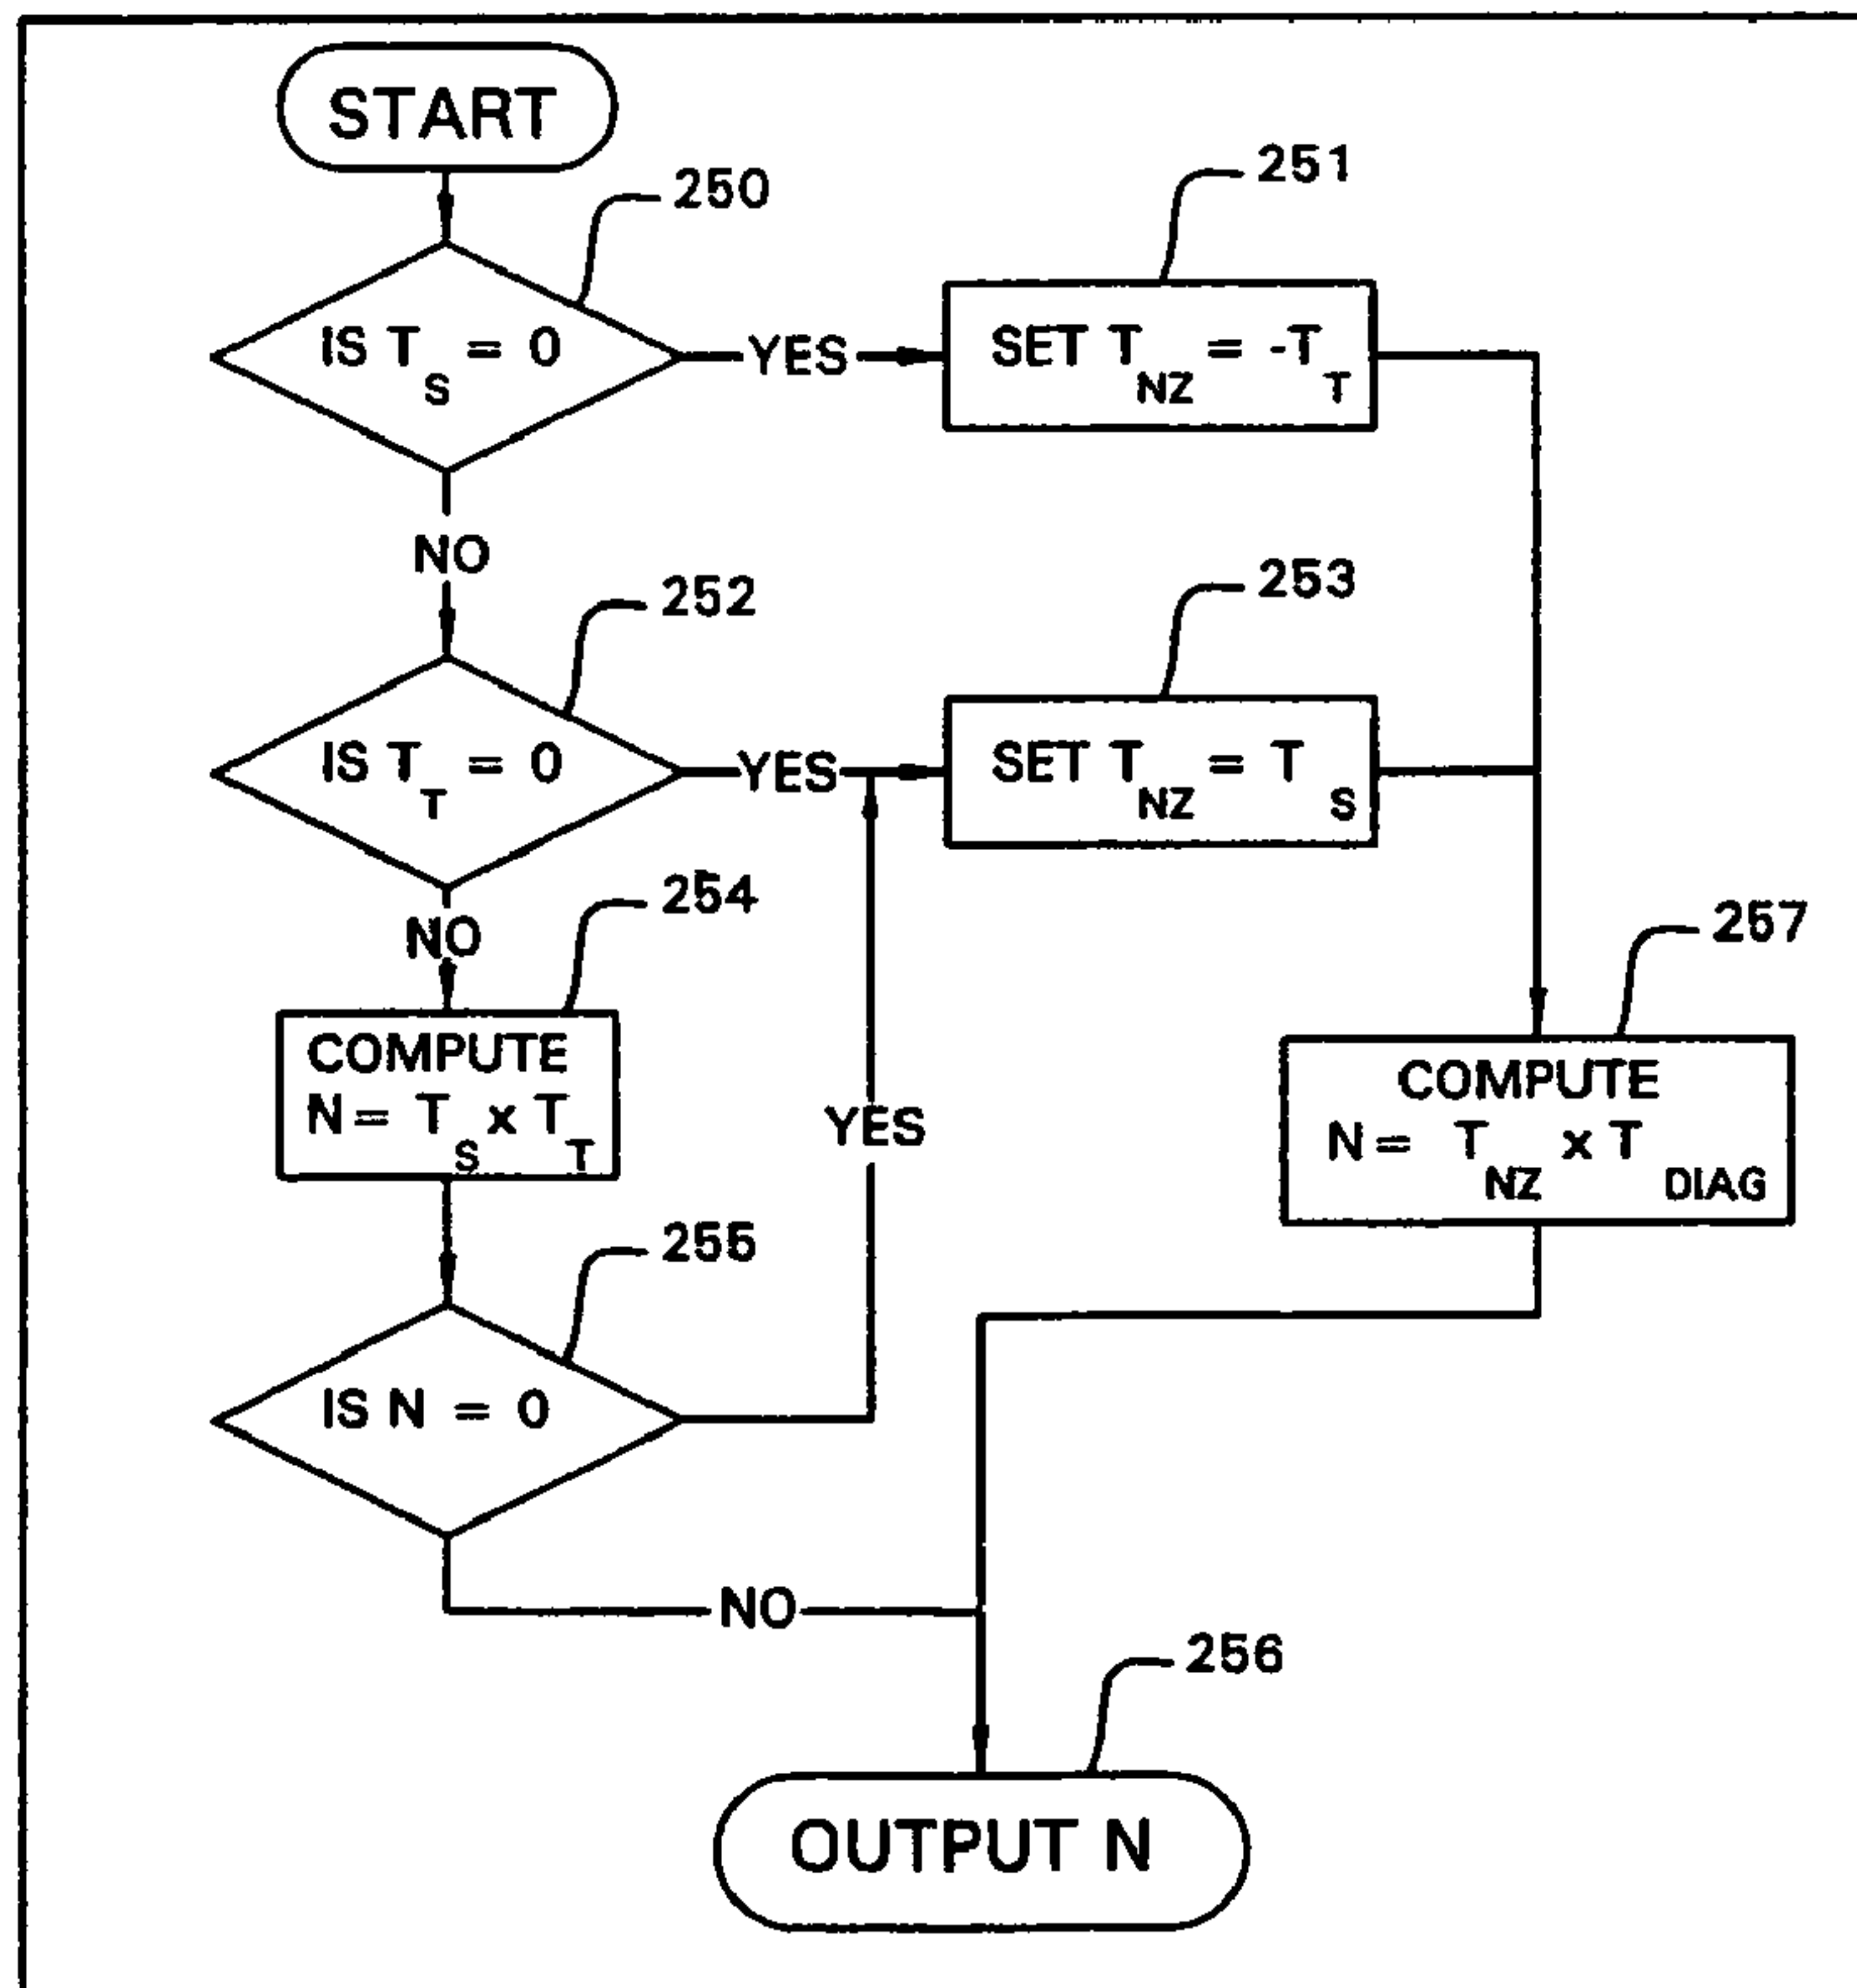 START
250
251
IS T_S = 0
YES
SET T_NZ = -T_T
NO
252
253
IS T_T = 0
YES
SET T_NZ = T_S
254
NO
257
COMPUTE
N = T_S x T_T
COMPUTE
N = T_NZ x T_DIAG
YES
255
IS N = 0
NO
256
OUTPUT N